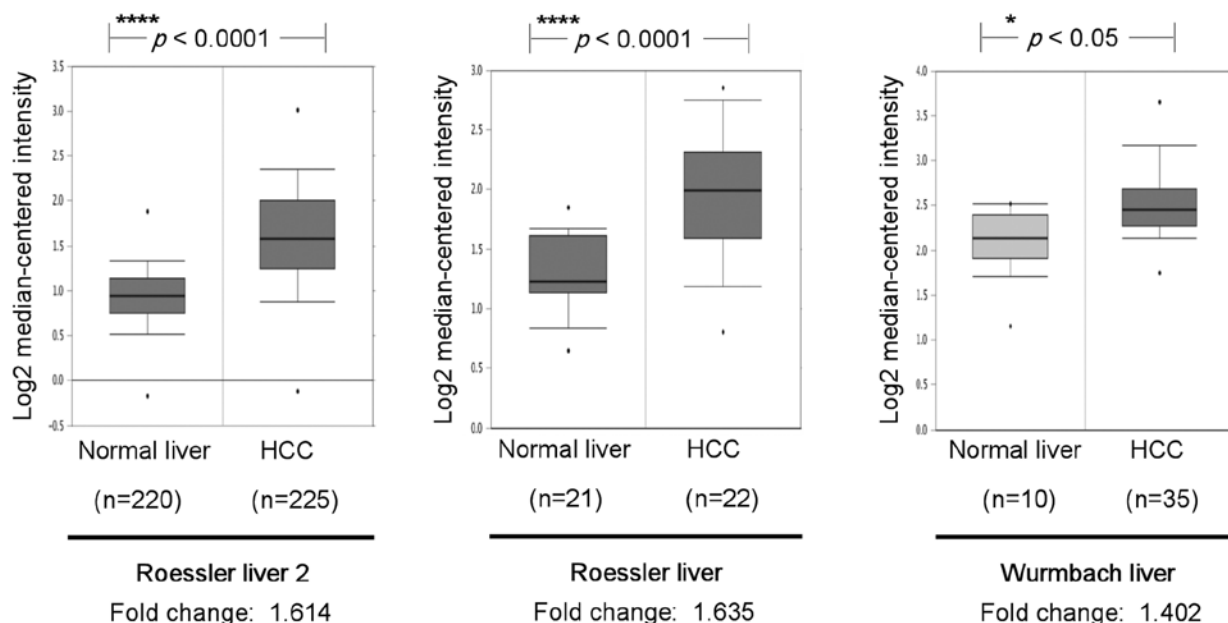 ****
p < 0.0001
Log2 median-centered intensity
3.5
3.0
2.5
2.0
1.5
1.0
0.5
0.0
-0.5
Normal liver HCC
(n=220) (n=225)
Roessler liver 2
Fold change: 1.614
****
p < 0.0001
Log2 median-centered intensity
3.0
2.5
2.0
1.5
1.0
0.5
0.0
Normal liver HCC
(n=21) (n=22)
Roessler liver
Fold change: 1.635
*
p < 0.05
Log2 median-centered intensity
4.0
3.5
3.0
2.5
2.0
1.5
1.0
0.5
0.0
Normal liver HCC
(n=10) (n=35)
Wurmbach liver
Fold change: 1.402